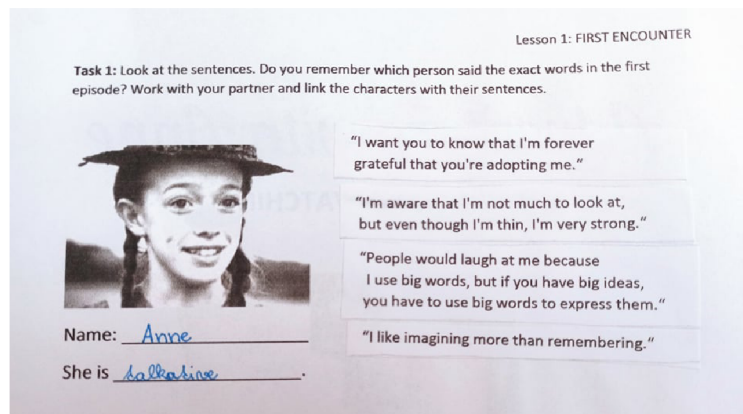 Lesson 1: FIRST ENCOUNTER
Task 1: Look at the sentences. Do you remember which person said the exact words in the first
episode? Work with your partner and link the characters with their sentences.
"I want you to know that I'm forever
grateful that you're adopting me."
"I'm aware that I'm not much to look at,
but even though I'm thin, I'm very strong."
"People would laugh at me because
I use big words, but if you have big ideas,
you have to use big words to express them."
"I like imagining more than remembering."
Name: Anne
She is talkative.